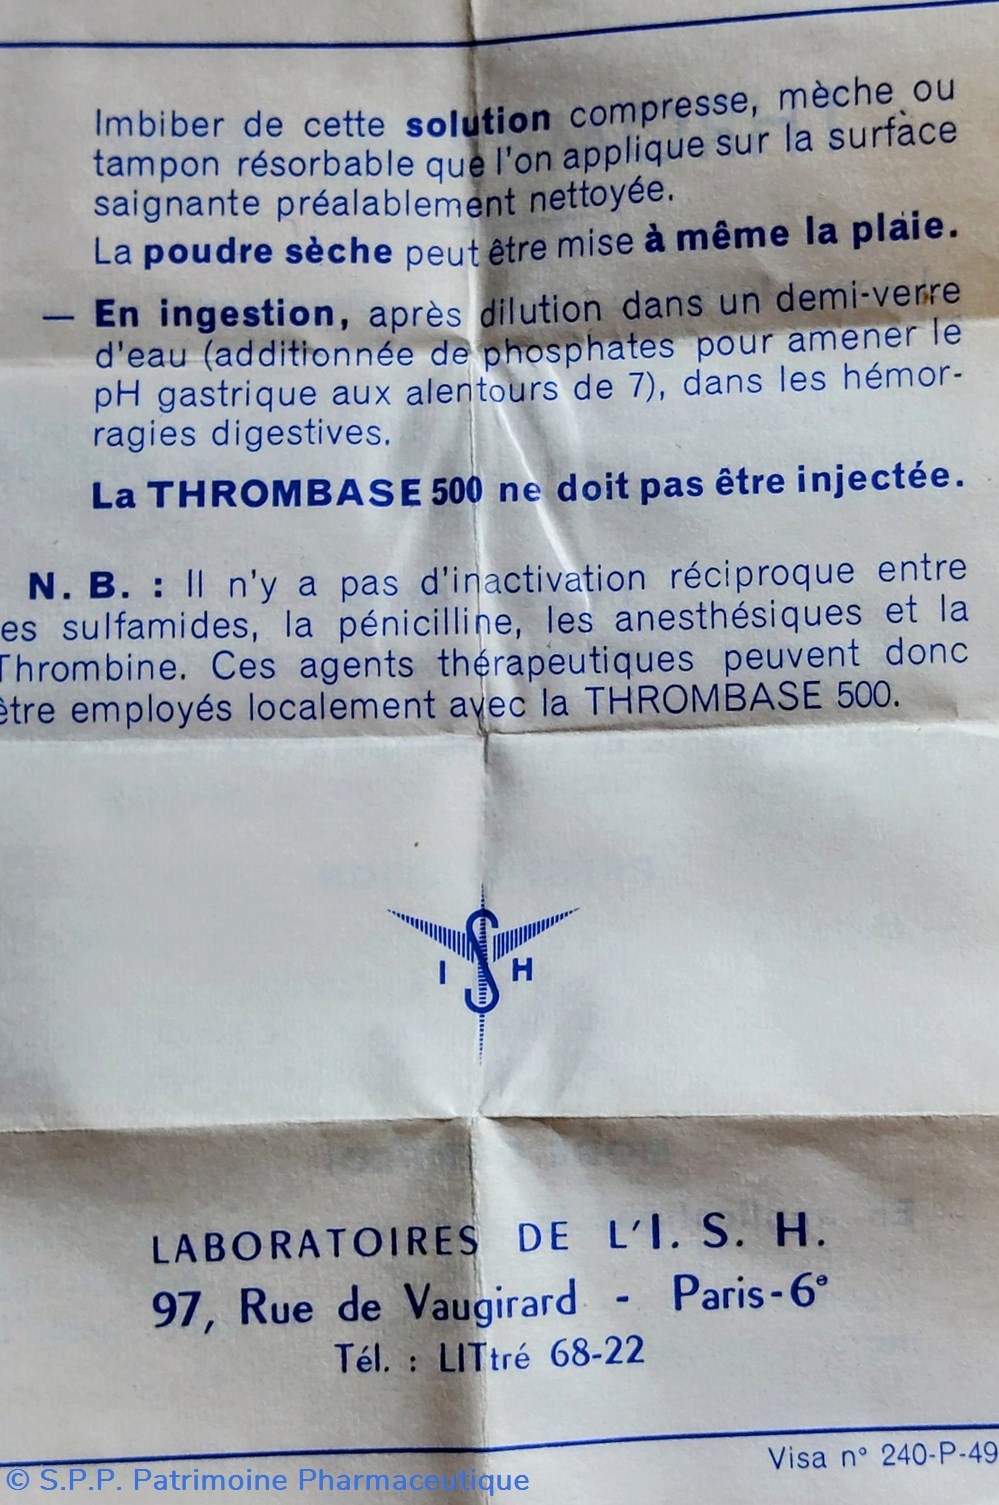 Imbiber de cette solution compresse, mèche ou
tampon résorbable que l'on applique sur la surface
saignante préalablement nettoyée.
La poudre sèche peut être mise à même la plaie.
— En ingestion, après dilution dans un demi-verre
d'eau (additionnée de phosphates pour amener le
pH gastrique aux alentours de 7), dans les hémor-
ragies digestives.
La THROMBASE 500 ne doit pas être injectée.
N. B. : Il n'y a pas d'inactivation réciproque entre
es sulfamides, la pénicilline, les anesthésiques et la
Thrombine. Ces agents thérapeutiques peuvent donc
être employés localement avec la THROMBASE 500.
I S H
LABORATOIRES DE L'I. S. H.
97, Rue de Vaugirard - Paris-6e
Tél. : LITtré 68-22
Visa n° 240-P-49
© S.P.P. Patrimoine Pharmaceutique